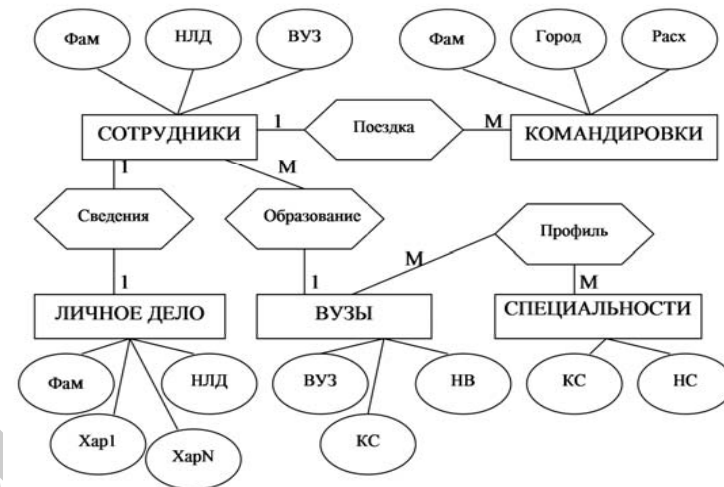 Фам НЛД ВУЗ Фам Город Расх
СОТРУДНИКИ 1 Поездка М КОМАНДИРОВКИ
1 М
Сведения Образование Профиль
1 1 М М
ЛИЧНОЕ ДЕЛО ВУЗЫ СПЕЦИАЛЬНОСТИ
Фам НЛД ВУЗ НВ КС НС
Хар1 ХарN КС